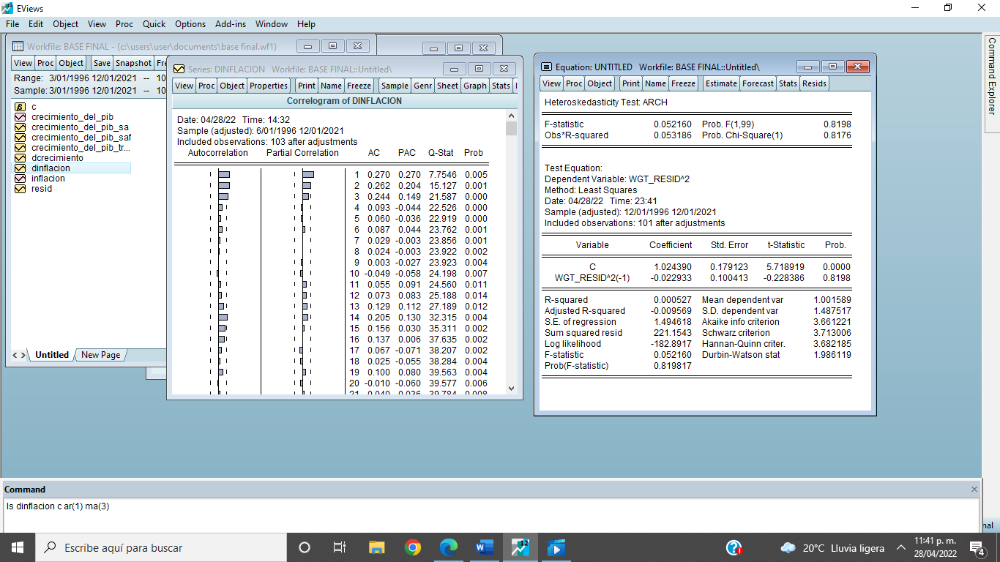 EViews
File Edit Object View Proc Quick Options Add-ins Window Help
Workfile: BASE FINAL - (c:\users\user\documents\base final.wf1)
View Proc Object Save Snapshot Fre
Range: 3/01/1996 12/01/2021 -- 10
Sample: 3/01/1996 12/01/2021 -- 10
c
crecimiento_del_pib
crecimiento_del_pib_sa
crecimiento_del_pib_saf
crecimiento_del_pib_tr...
dcrecimiento
dinflacion
inflacion
resid
< > Untitled New Page
Series: DINFLACION Workfile: BASE FINAL::Untitled\
View Proc Object Properties Print Name Freeze Sample Genr Sheet Graph Stats
Correlogram of DINFLACION
Date: 04/28/22 Time: 14:32
Sample (adjusted): 6/01/1996 12/01/2021
Included observations: 103 after adjustments
Autocorrelation Partial Correlation AC PAC Q-Stat Prob
1 0.270 0.270 7.7546 0.005
2 0.262 0.204 15.127 0.001
3 0.244 0.149 21.587 0.000
4 0.093 -0.044 22.526 0.000
5 0.060 -0.036 22.919 0.000
6 0.087 0.044 23.762 0.001
7 0.029 -0.003 23.856 0.001
8 0.024 -0.003 23.922 0.002
9 0.003 -0.027 23.923 0.004
10 -0.049 -0.058 24.198 0.007
11 0.055 0.091 24.560 0.011
12 0.073 0.083 25.188 0.014
13 0.129 0.112 27.189 0.012
14 0.205 0.130 32.315 0.004
15 0.156 0.030 35.311 0.002
16 0.137 0.006 37.635 0.002
17 0.067 -0.071 38.207 0.002
18 0.025 -0.055 38.284 0.004
19 0.100 0.080 39.563 0.004
20 -0.010 -0.060 39.577 0.006
21 0.040 0.036 39.784 0.008
Equation: UNTITLED Workfile: BASE FINAL::Untitled\
View Proc Object Print Name Freeze Estimate Forecast Stats Resids
Heteroskedasticity Test: ARCH
F-statistic 0.052160 Prob. F(1,99) 0.8198
Obs*R-squared 0.053186 Prob. Chi-Square(1) 0.8176
Test Equation:
Dependent Variable: WGT_RESID^2
Method: Least Squares
Date: 04/28/22 Time: 23:41
Sample (adjusted): 12/01/1996 12/01/2021
Included observations: 101 after adjustments
Variable Coefficient Std. Error t-Statistic Prob.
C 1.024390 0.179123 5.718919 0.0000
WGT_RESID^2(-1) -0.022933 0.100413 -0.228386 0.8198
R-squared 0.000527 Mean dependent var 1.001589
Adjusted R-squared -0.009569 S.D. dependent var 1.487517
S.E. of regression 1.494618 Akaike info criterion 3.661221
Sum squared resid 221.1543 Schwarz criterion 3.713006
Log likelihood -182.8917 Hannan-Quinn criter. 3.682185
F-statistic 0.052160 Durbin-Watson stat 1.986119
Prob(F-statistic) 0.819817
Command Explorer
Command
ls dinflacion c ar(1) ma(3)
nal
Escribe aquí para buscar
12
20°C Lluvia ligera
11:41 p. m.
28/04/2022
4